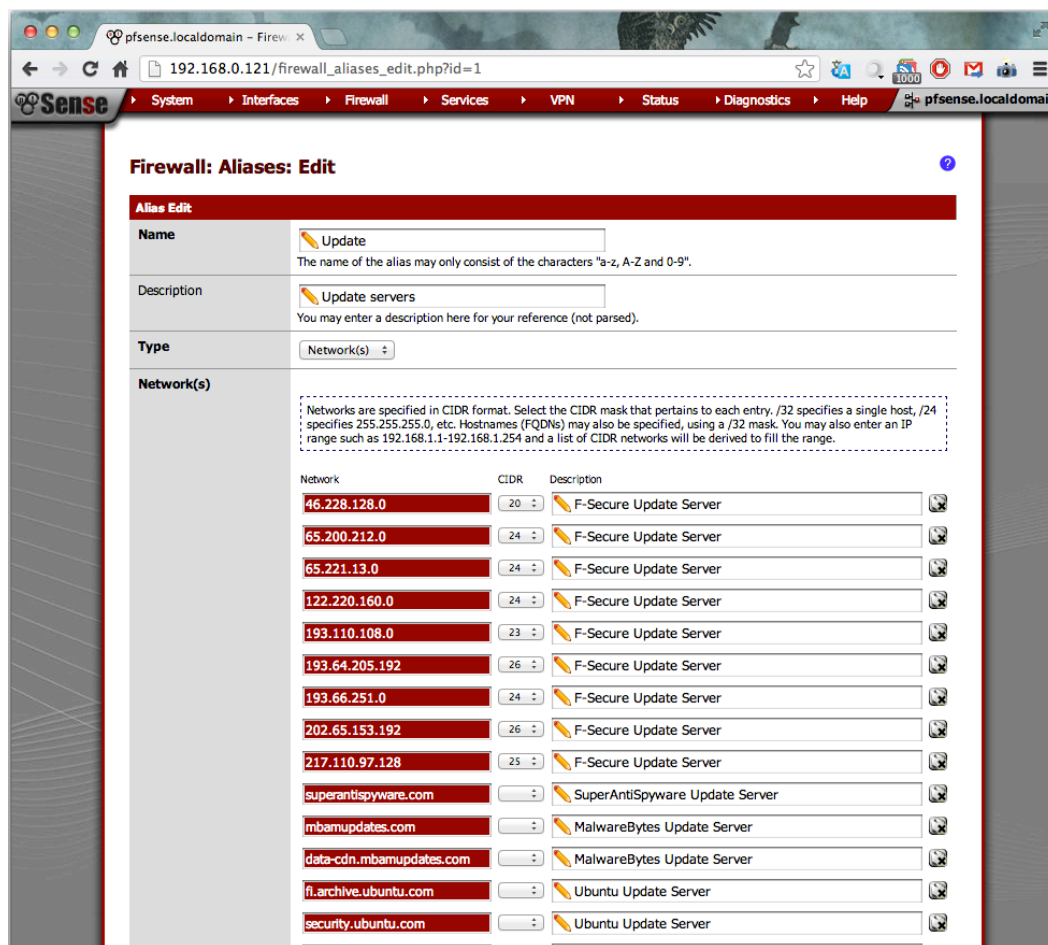 pfsense.localdomain – Firew
192.168.0.121/firewall_aliases_edit.php?id=1
1000
Sense System Interfaces Firewall Services VPN Status Diagnostics Help pfsense.localdomai
Firewall: Aliases: Edit
?
Alias Edit
Name
Update
The name of the alias may only consist of the characters "a-z, A-Z and 0-9".
Description
Update servers
You may enter a description here for your reference (not parsed).
Type
Network(s)
Network(s)
Networks are specified in CIDR format. Select the CIDR mask that pertains to each entry. /32 specifies a single host, /24
specifies 255.255.255.0, etc. Hostnames (FQDNs) may also be specified, using a /32 mask. You may also enter an IP
range such as 192.168.1.1-192.168.1.254 and a list of CIDR networks will be derived to fill the range.
Network CIDR Description
46.228.128.0 20 F-Secure Update Server
65.200.212.0 24 F-Secure Update Server
65.221.13.0 24 F-Secure Update Server
122.220.160.0 24 F-Secure Update Server
193.110.108.0 23 F-Secure Update Server
193.64.205.192 26 F-Secure Update Server
193.66.251.0 24 F-Secure Update Server
202.65.153.192 26 F-Secure Update Server
217.110.97.128 25 F-Secure Update Server
superantispyware.com SuperAntiSpyware Update Server
mbamupdates.com MalwareBytes Update Server
data-cdn.mbamupdates.com MalwareBytes Update Server
fi.archive.ubuntu.com Ubuntu Update Server
security.ubuntu.com Ubuntu Update Server